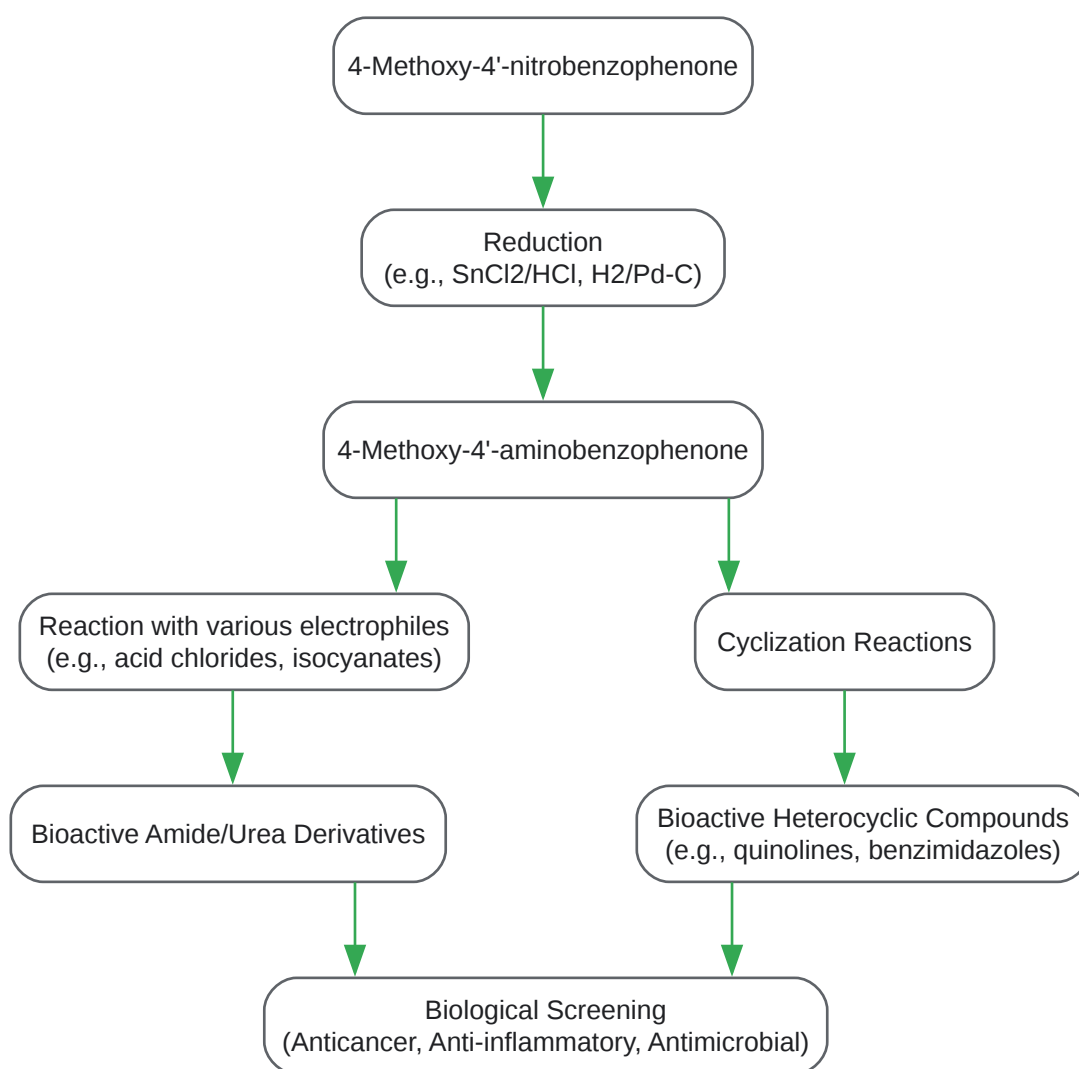 4-Methoxy-4'-nitrobenzophenone
Reduction
(e.g., SnCl2/HCl, H2/Pd-C)
4-Methoxy-4'-aminobenzophenone
Reaction with various electrophiles
(e.g., acid chlorides, isocyanates)
Cyclization Reactions
Bioactive Amide/Urea Derivatives
Bioactive Heterocyclic Compounds
(e.g., quinolines, benzimidazoles)
Biological Screening
(Anticancer, Anti-inflammatory, Antimicrobial)